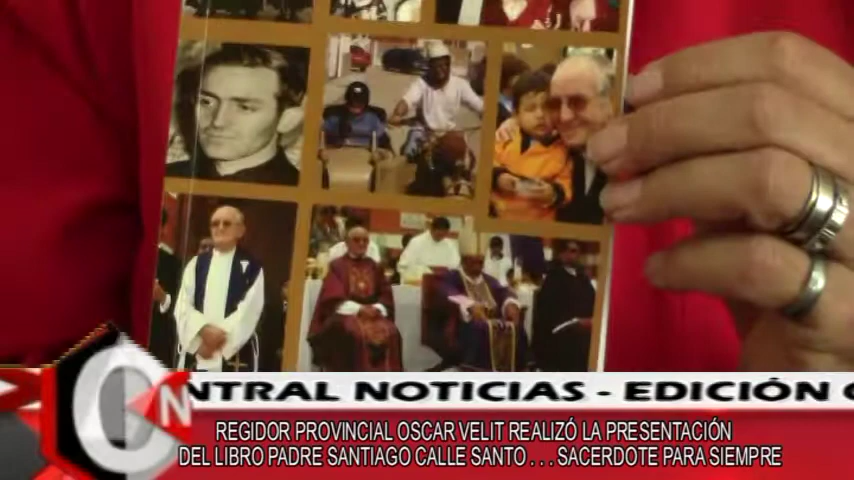 CN
NTRAL NOTICIAS - EDICIÓN C
REGIDOR PROVINCIAL OSCAR VELIT REALIZÓ LA PRESENTACIÓN
DEL LIBRO PADRE SANTIAGO CALLE SANTO . . . SACERDOTE PARA SIEMPRE